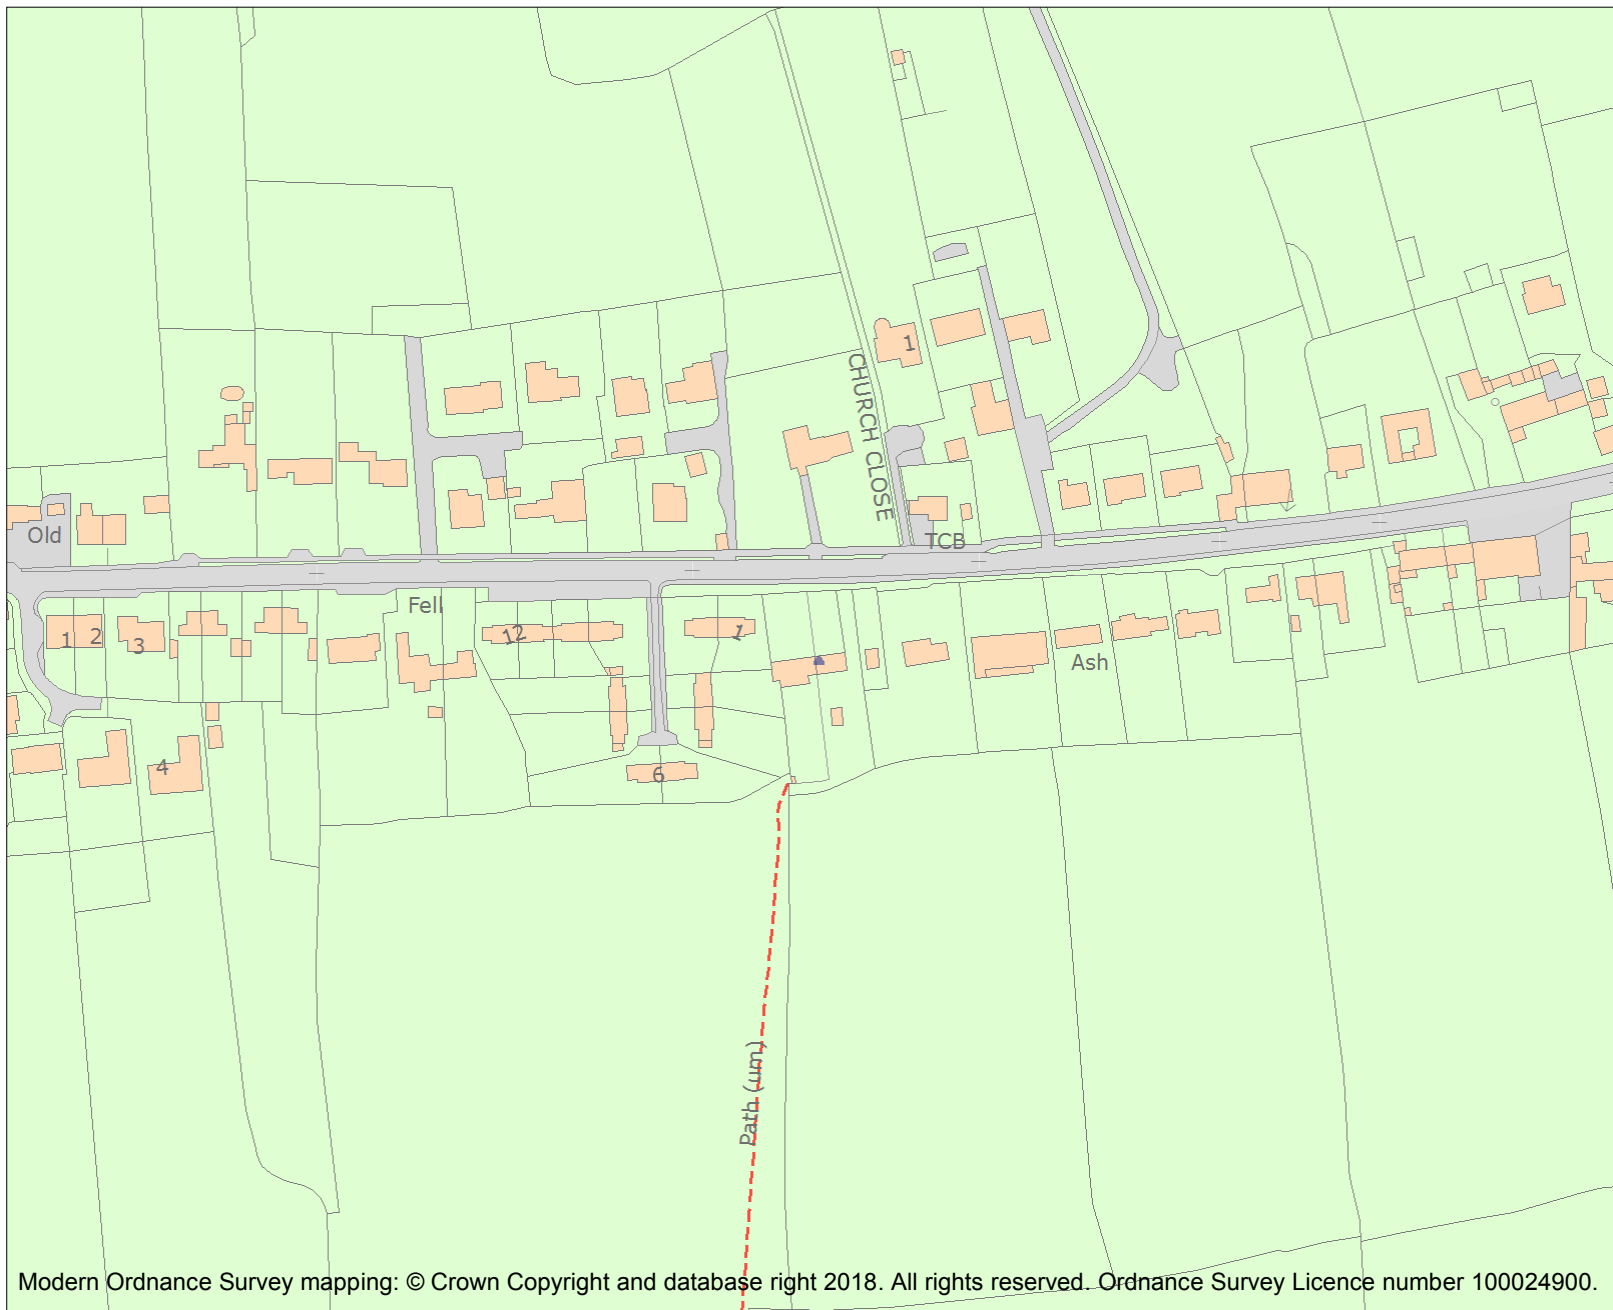 1
CHURCH CLOSE
Old
TCB
Fell
1
2
3
12
1
Ash
4
6
Path (um)
Modern Ordnance Survey mapping: © Crown Copyright and database right 2018. All rights reserved. Ordnance Survey Licence number 100024900.